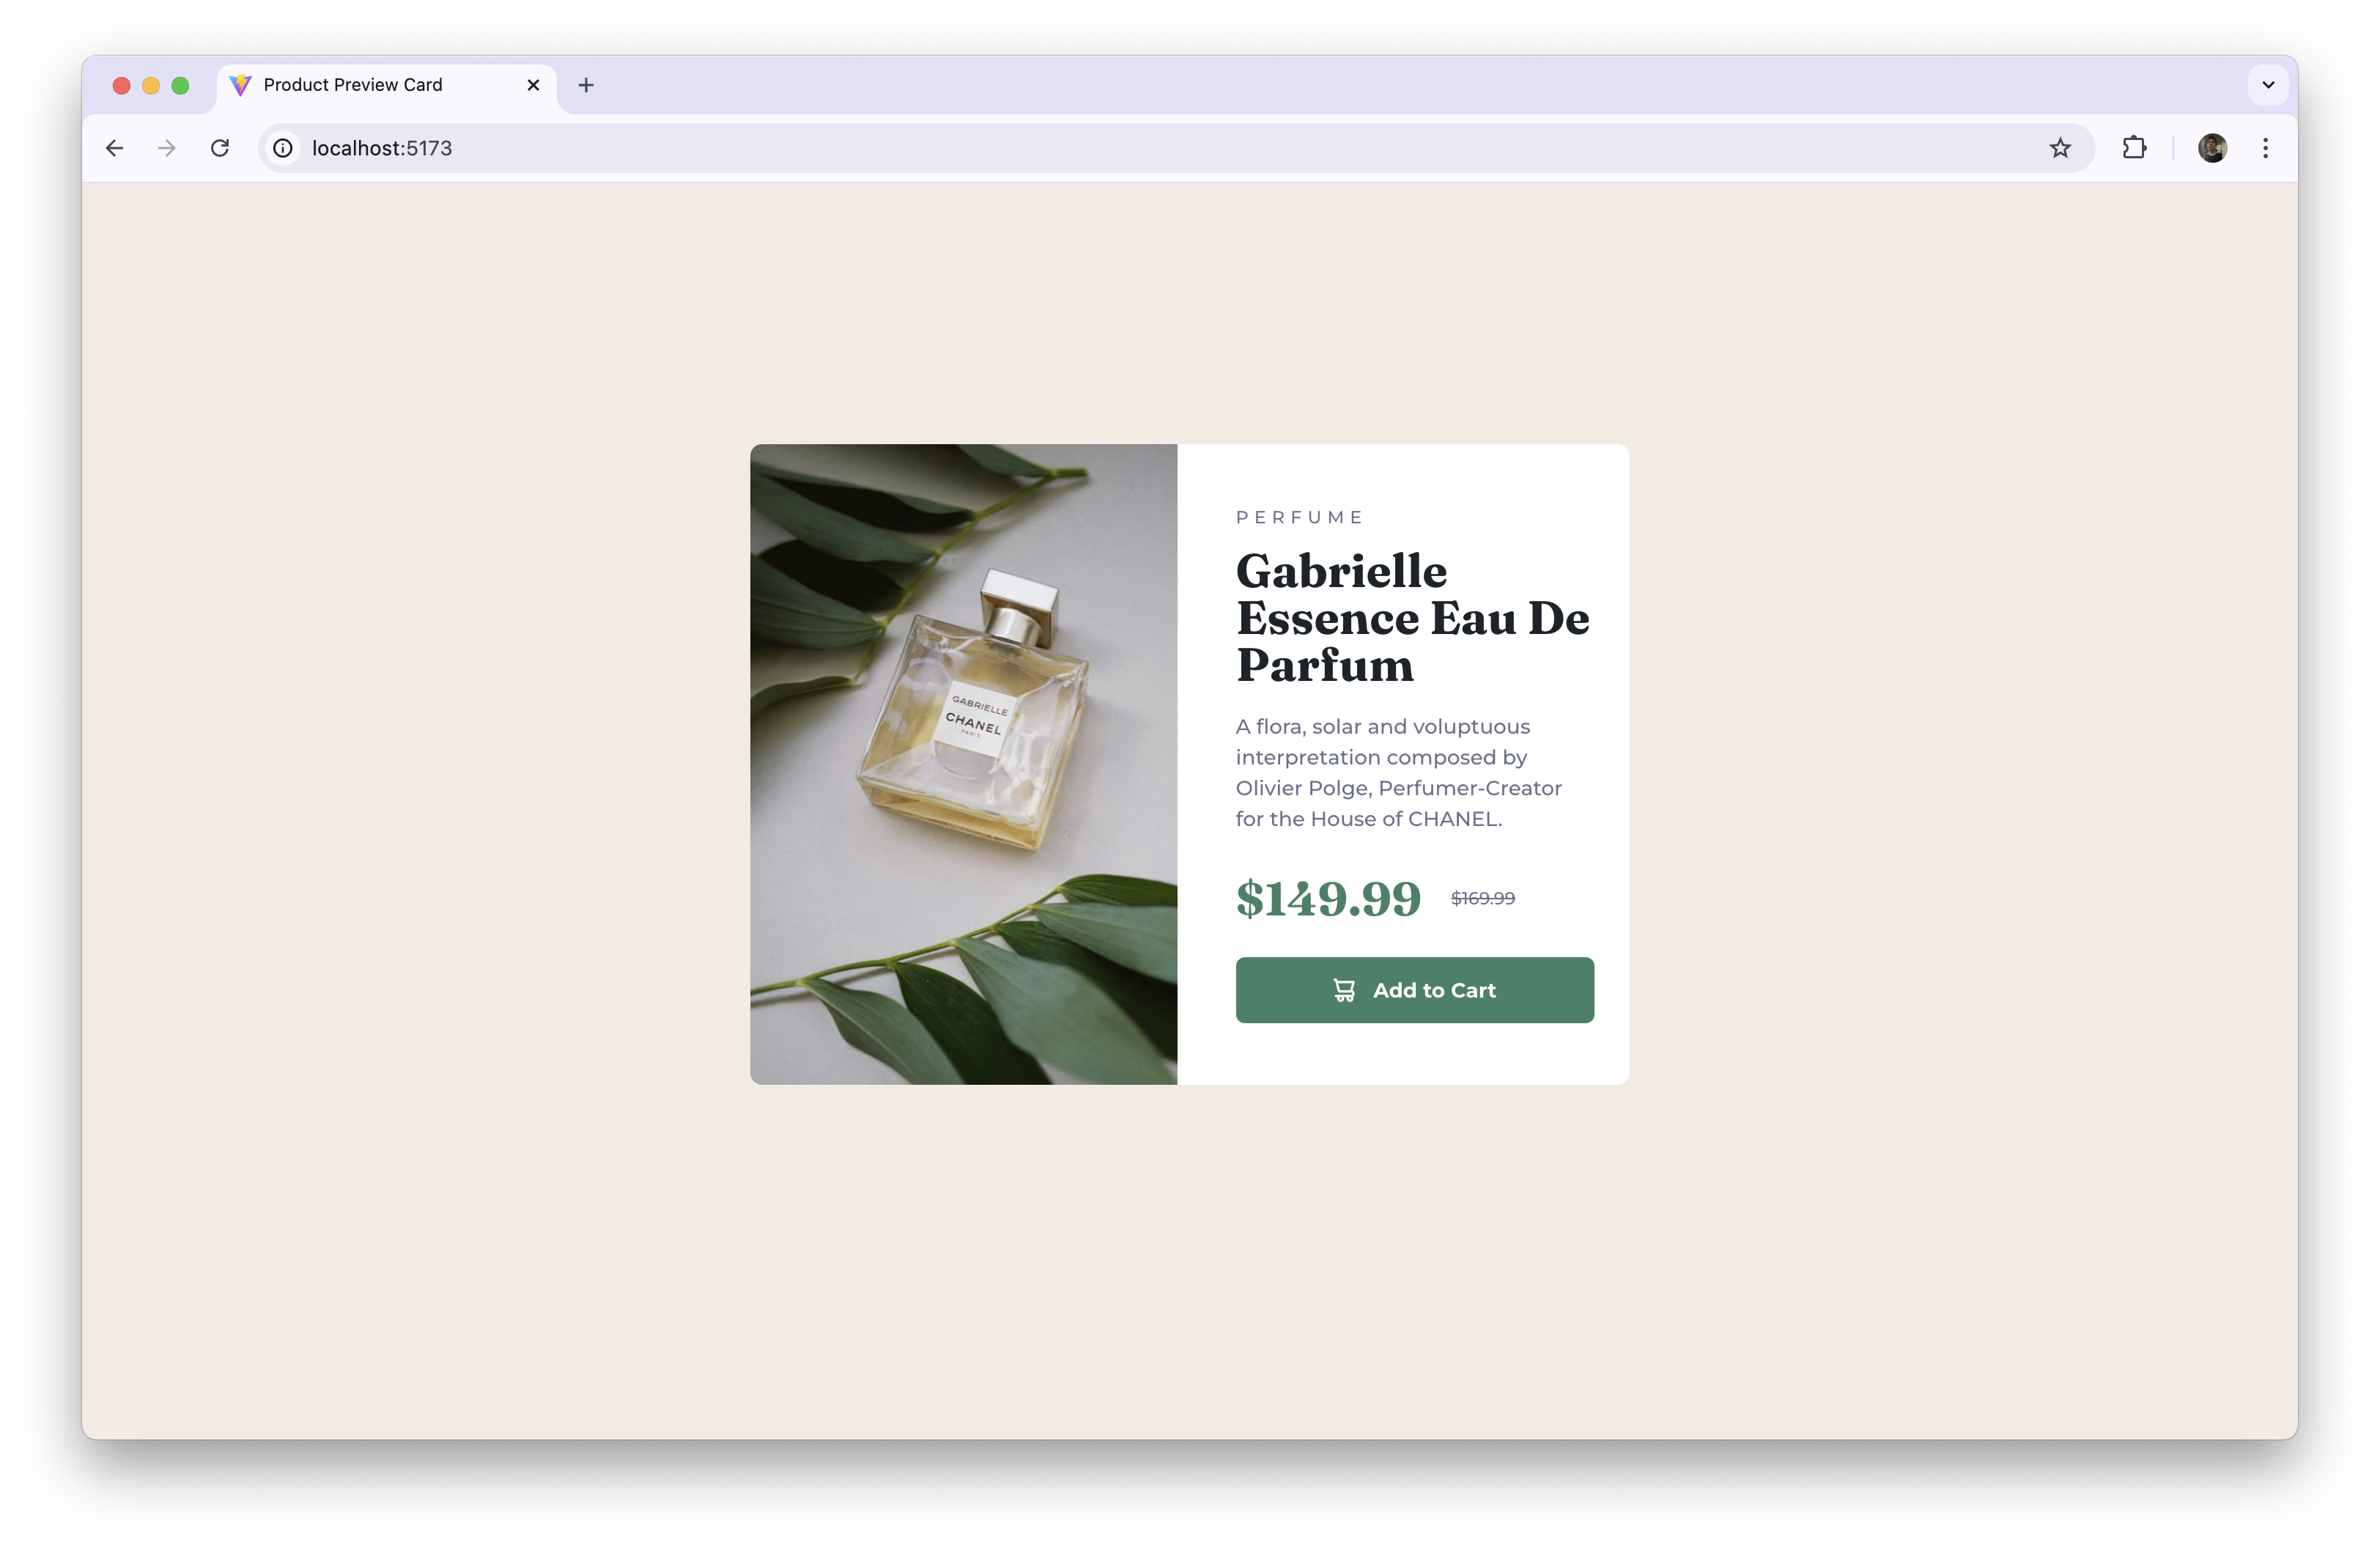 Product Preview Card
localhost:5173
PERFUME
Gabrielle
Essence Eau De
Parfum
GABRIELLE
CHANEL
PARIS
A flora, solar and voluptuous
interpretation composed by
Olivier Polge, Perfumer-Creator
for the House of CHANEL.
$149.99 $169.99
Add to Cart